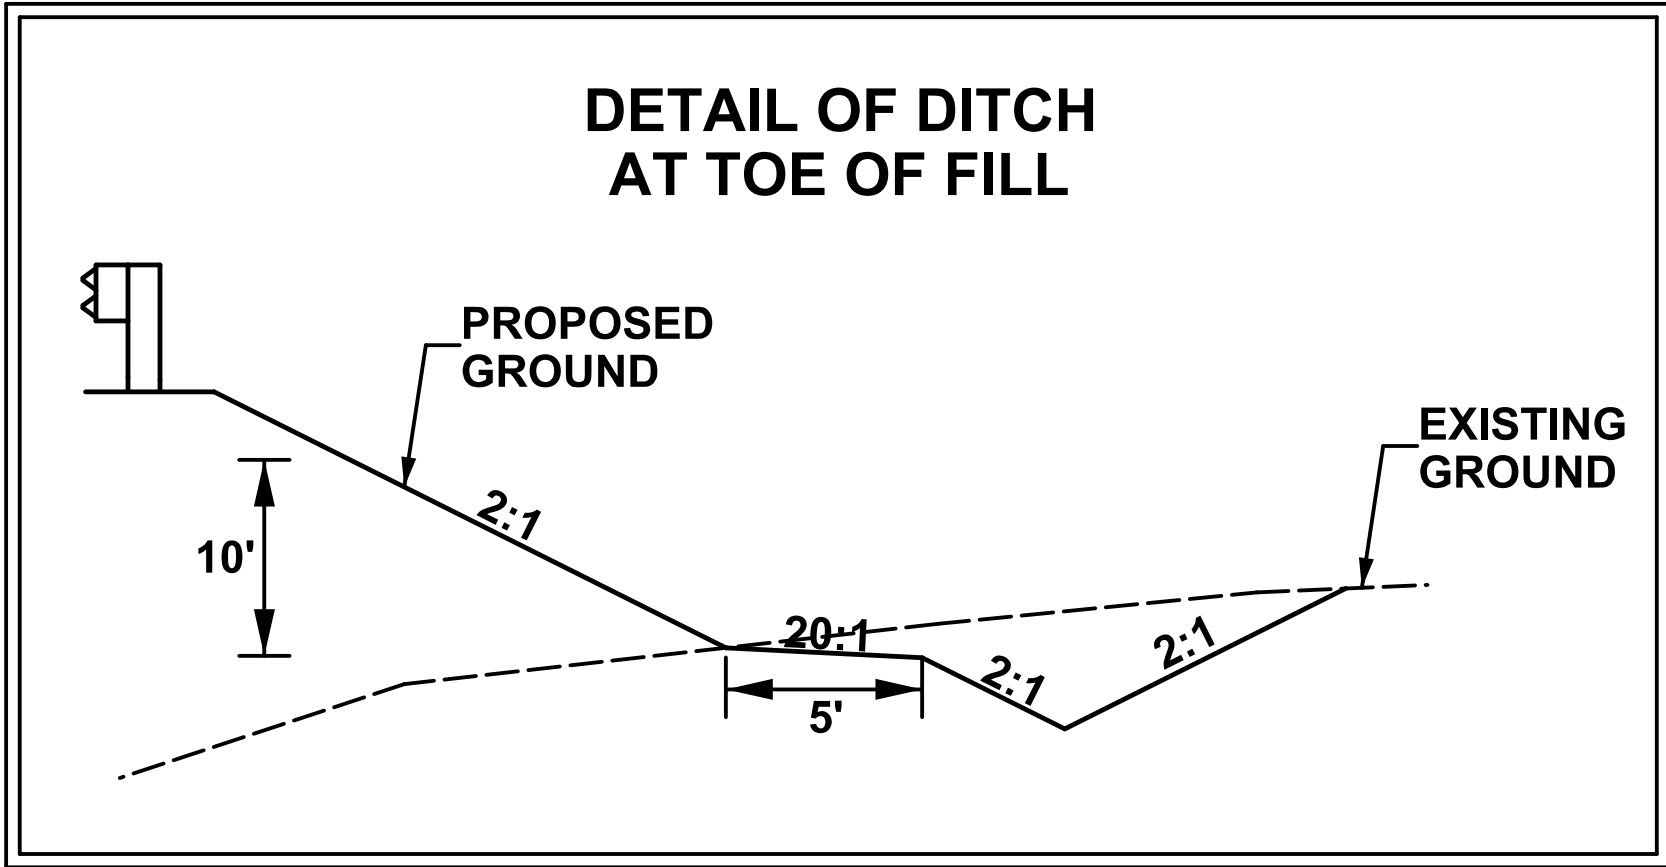 DETAIL OF DITCH
AT TOE OF FILL
PROPOSED
GROUND
EXISTING
GROUND
2:1
10'
20:1
2:1
2:1
5'